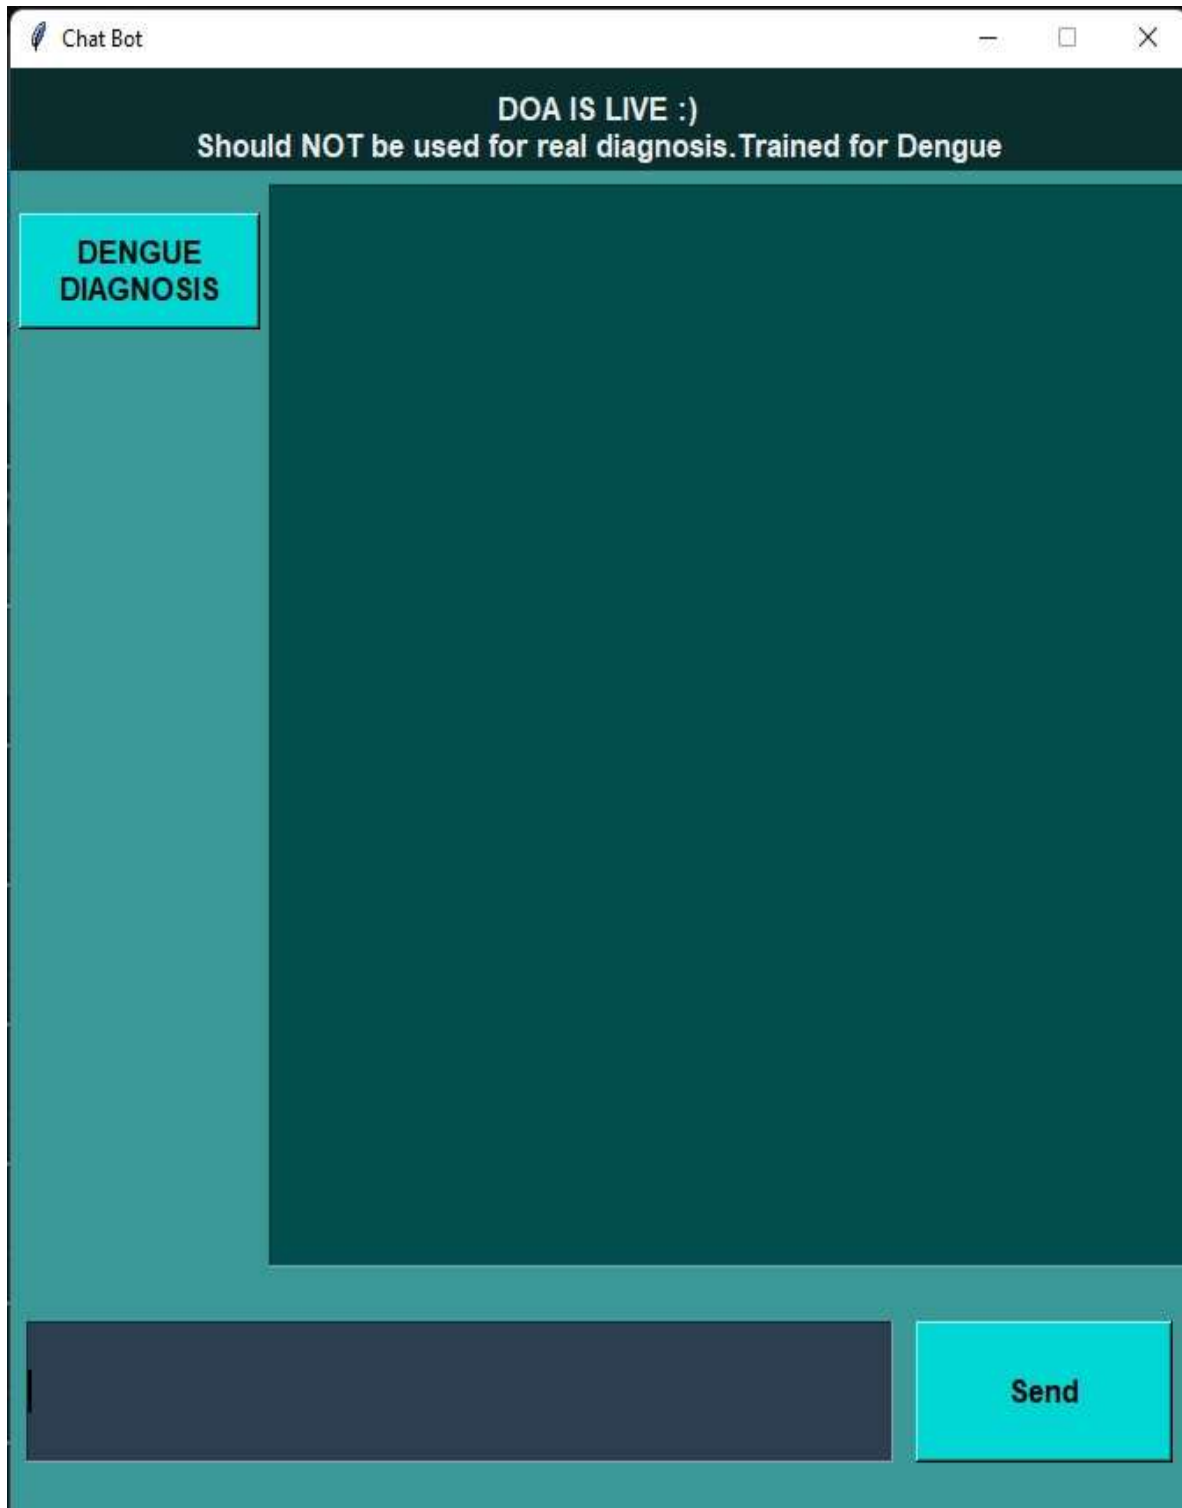 Chat Bot
DOA IS LIVE :)
Should NOT be used for real diagnosis.Trained for Dengue
DENGUE
DIAGNOSIS
Send